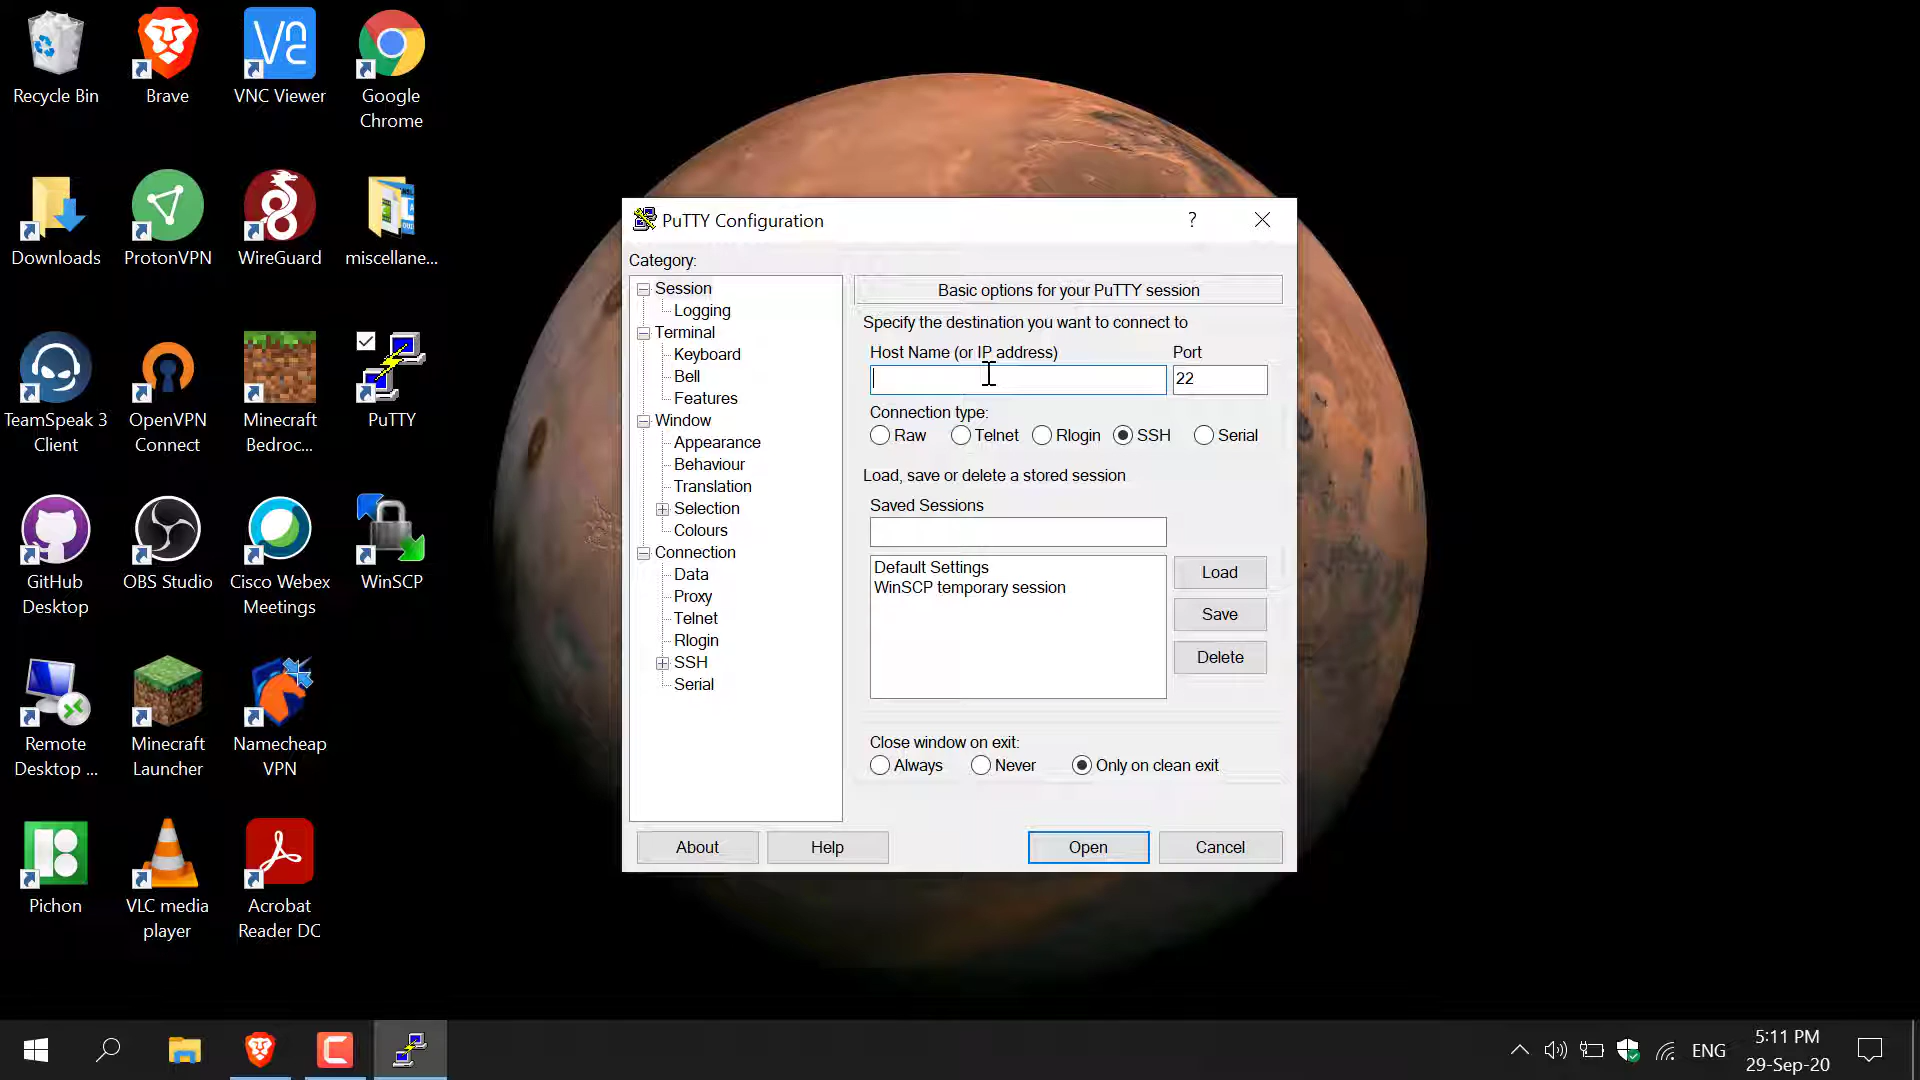 Recycle Bin
Brave
VNC Viewer
Google
Chrome
Downloads
ProtonVPN
WireGuard
miscellane...
TeamSpeak 3
Client
OpenVPN
Connect
Minecraft
Bedroc...
PuTTY
GitHub
Desktop
OBS Studio
Cisco Webex
Meetings
WinSCP
Remote
Desktop ...
Minecraft
Launcher
Namecheap
VPN
Pichon
VLC media
player
Acrobat
Reader DC
PuTTY Configuration
?
Category:
Session
Logging
Terminal
Keyboard
Bell
Features
Window
Appearance
Behaviour
Translation
Selection
Colours
Connection
Data
Proxy
Telnet
Rlogin
SSH
Serial
Basic options for your PuTTY session
Specify the destination you want to connect to
Host Name (or IP address) Port
22
Connection type:
Raw Telnet Rlogin SSH Serial
Load, save or delete a stored session
Saved Sessions
Default Settings
WinSCP temporary session
Load
Save
Delete
Close window on exit:
Always Never Only on clean exit
About Help Open Cancel
ENG
5:11 PM
29-Sep-20